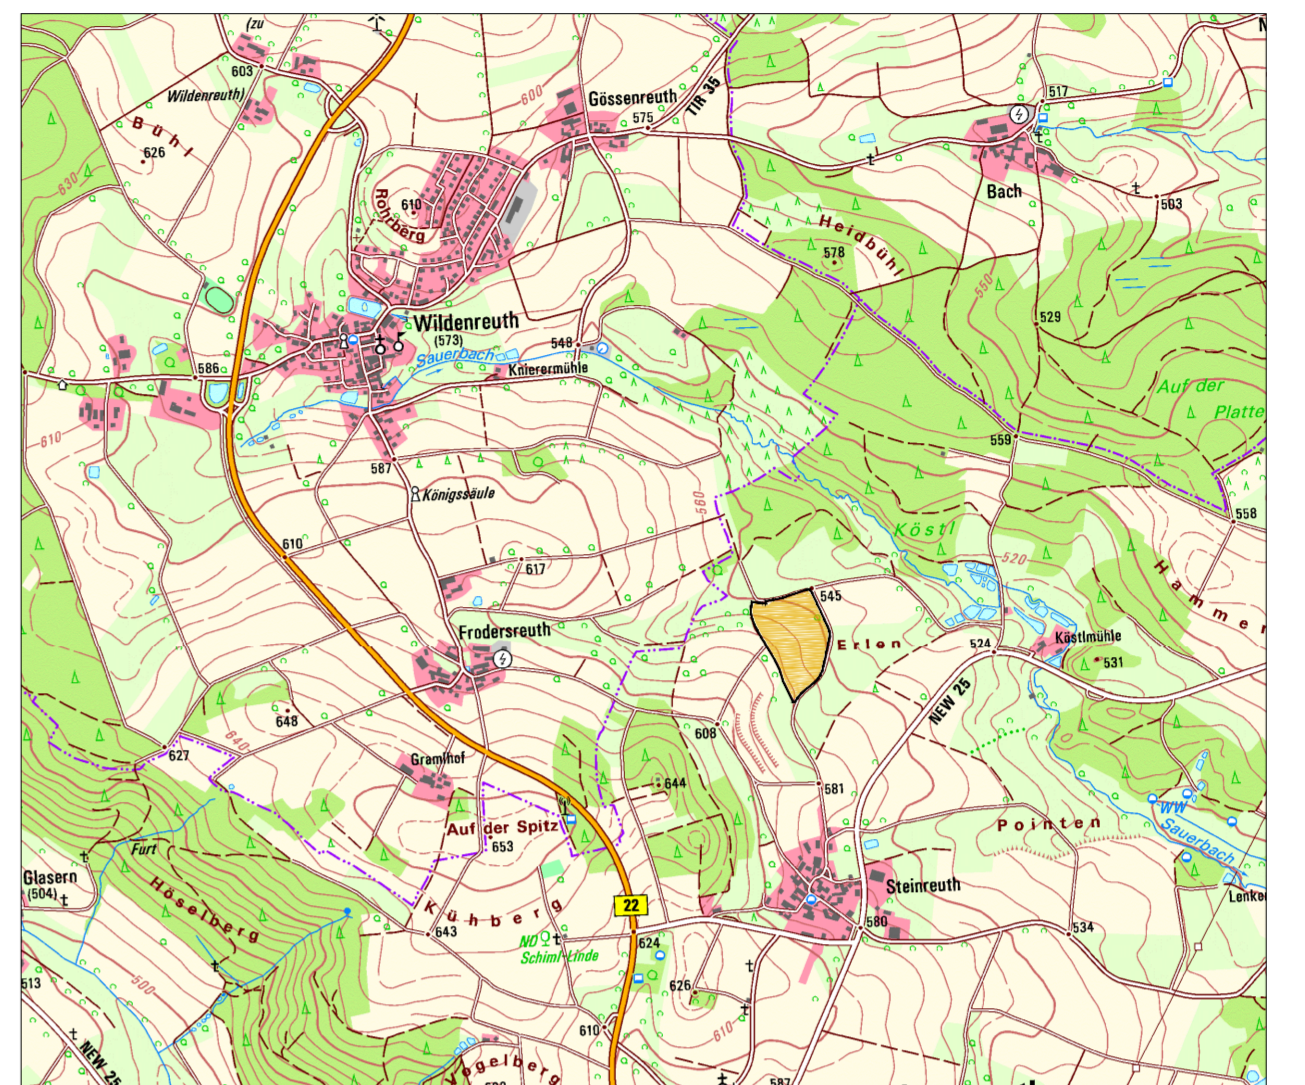 (zu
603
Wildenreuth)
Bühl
626
630
600
Gössenreuth
575
TIR 35
517
Bach
503
Rohrberg
610
Heidbühl
578
550
529
Wildenreuth
(573)
Sauerbach
548
Knierermühle
586
Auf der
Platte
610
559
587
Königssäule
560
558
Köstl
610
617
520
Hammer
545
Frodersreuth
Erlen
524
Köstlmühle
531
NEW 25
648
640
627
608
Gramlhof
644
581
Auf der Spitz
653
Pointen
WW
Sauerbach
Furt
Glasern
(504)
Höselberg
Kühberg
22
Steinreuth
580
Lenke
643
ND
Schiml-Linde
624
534
513
500
626
610
610
NEW 25
Vogelberg
587